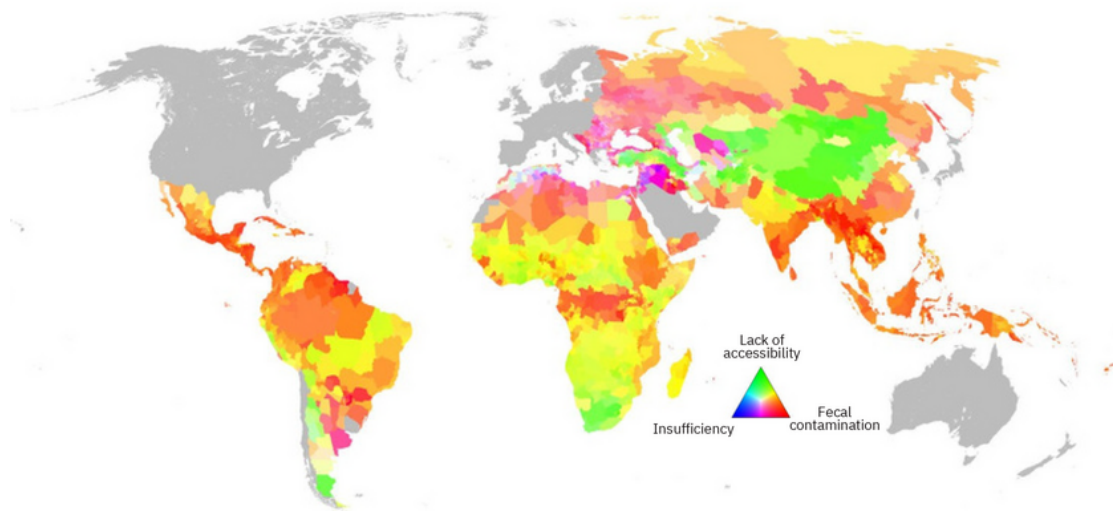 Lack of
accessibility
Insufficiency
Fecal
contamination